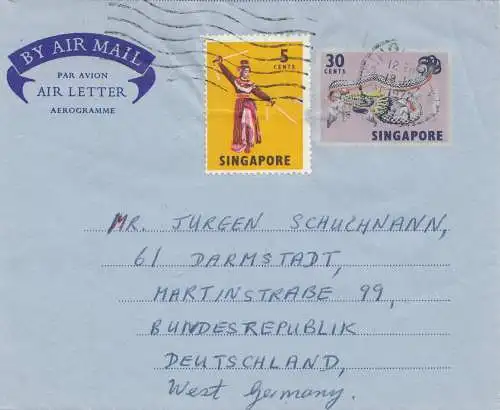 BY AIR MAIL
PAR AVION
AIR LETTER
AEROGRAMME
5
CENTS
SINGAPORE
30
CENTS
SINGAPORE
MR. JURGEN SCHUCHNANN,
61 DARMSTADT,
MARTINSTRAßE 99,
BUNDESREPUBLIK
DEUTSCHLAND,
West Germany.